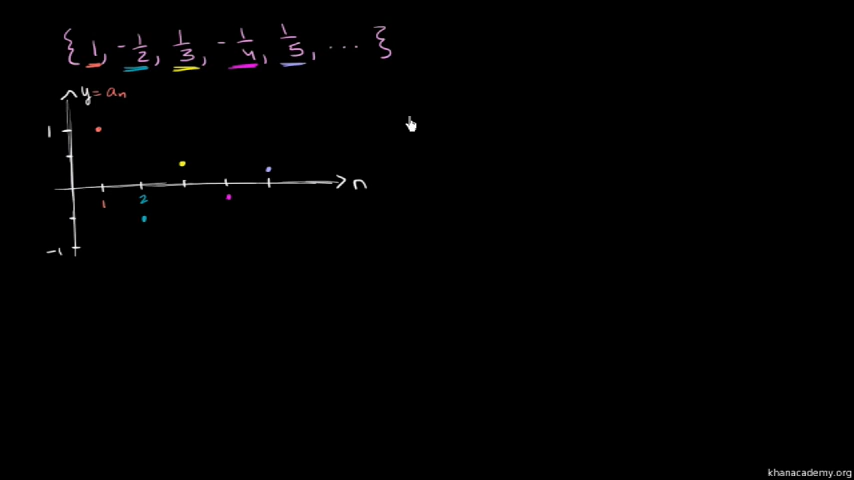 { 1, -1/2, 1/3, -1/4, 1/5, ... }
y = aₙ
1
n
1 2
-1
khanacademy.org